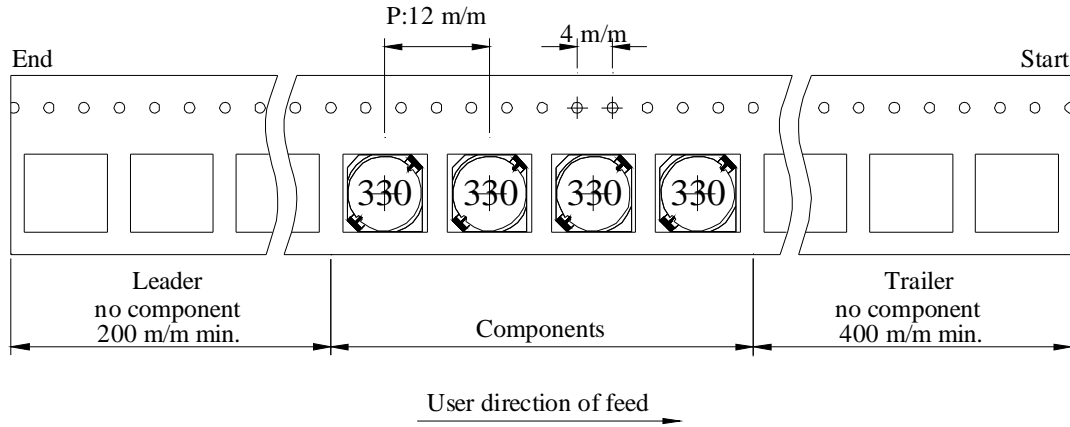 P:12 m/m
4 m/m
End
Start
330 330 330 330
Leader
no component
200 m/m min.
Components
Trailer
no component
400 m/m min.
User direction of feed